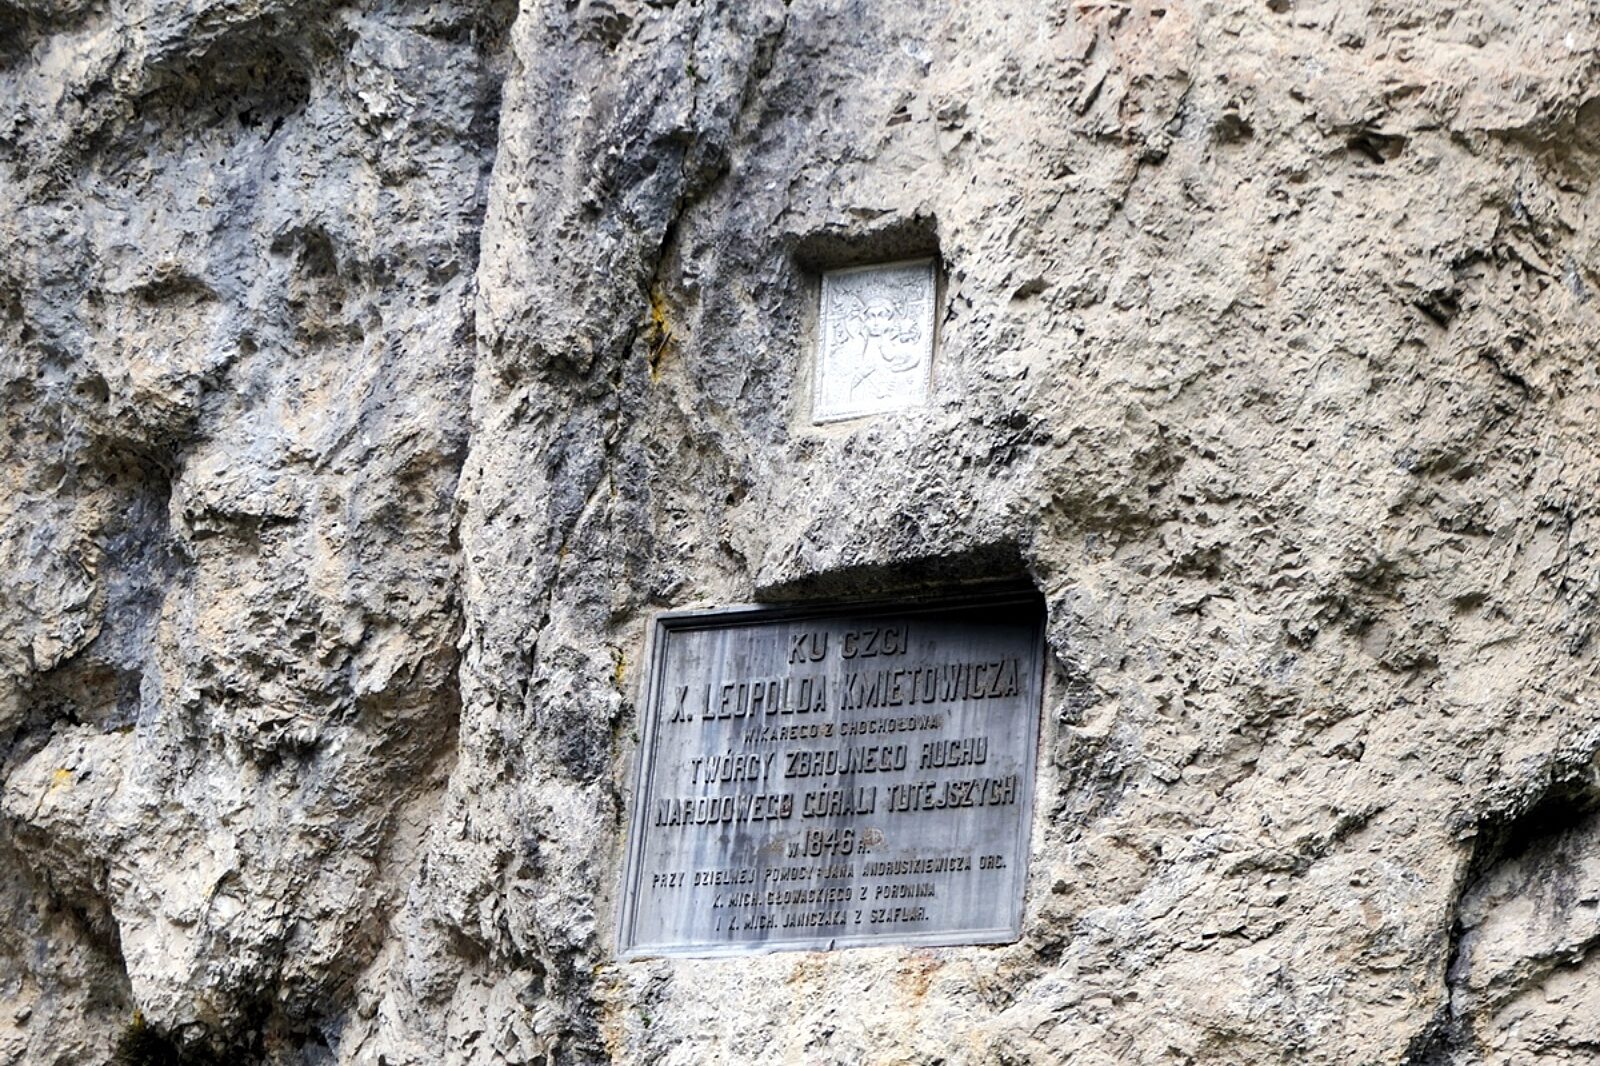 KU CZCI
X. LEOPOLDA KMIETOWICZA
WIKAREGO Z CHOCHOŁOWA
TWÓRCY ZBROJNEGO RUCHU
NARODOWEGO GÓRALI TUTEJSZYCH
W 1846 R.
PRZY DZIELNEJ POMOCY: JANA ANDRUSIKIEWICZA ORG.
X. MICH. GŁOWACKIEGO Z PORONINA
I X. MICH. JANICZAKA Z SZAFLAR.